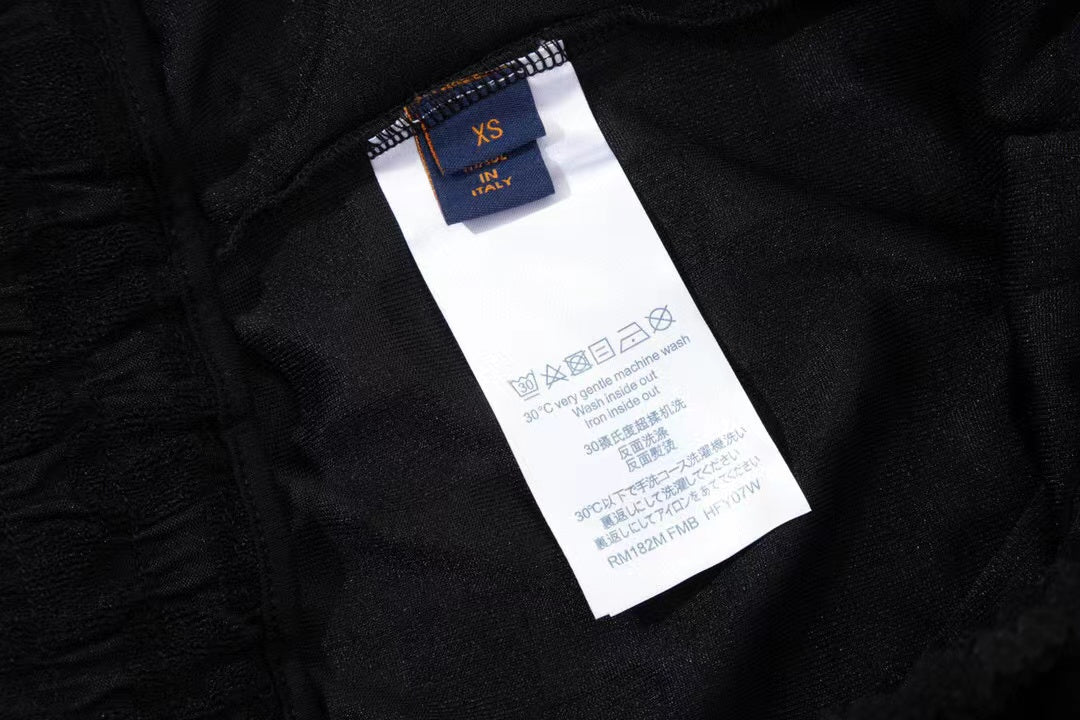 XS
MADE
IN
ITALY
30
30°C very gentle machine wash
Wash inside out
Iron inside out
30摄氏度超揉机洗
反面洗涤
反面熨烫
30℃以下で手洗コース洗濯機洗い
裏返しにして洗濯してください
裏返しにしてアイロンをあててください
RM182M FMB HFY07W